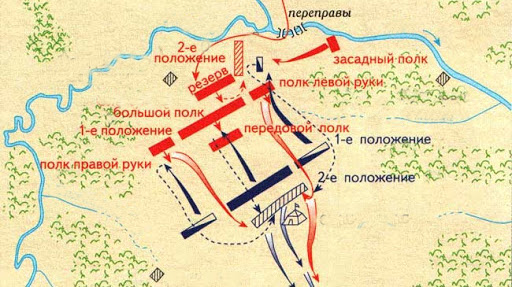 переправы
2-е
положение
засадный полк
резерв
полк левой руки
большой полк
1-е положение
передовой полк
1-е положение
полк правой руки
2-е положение